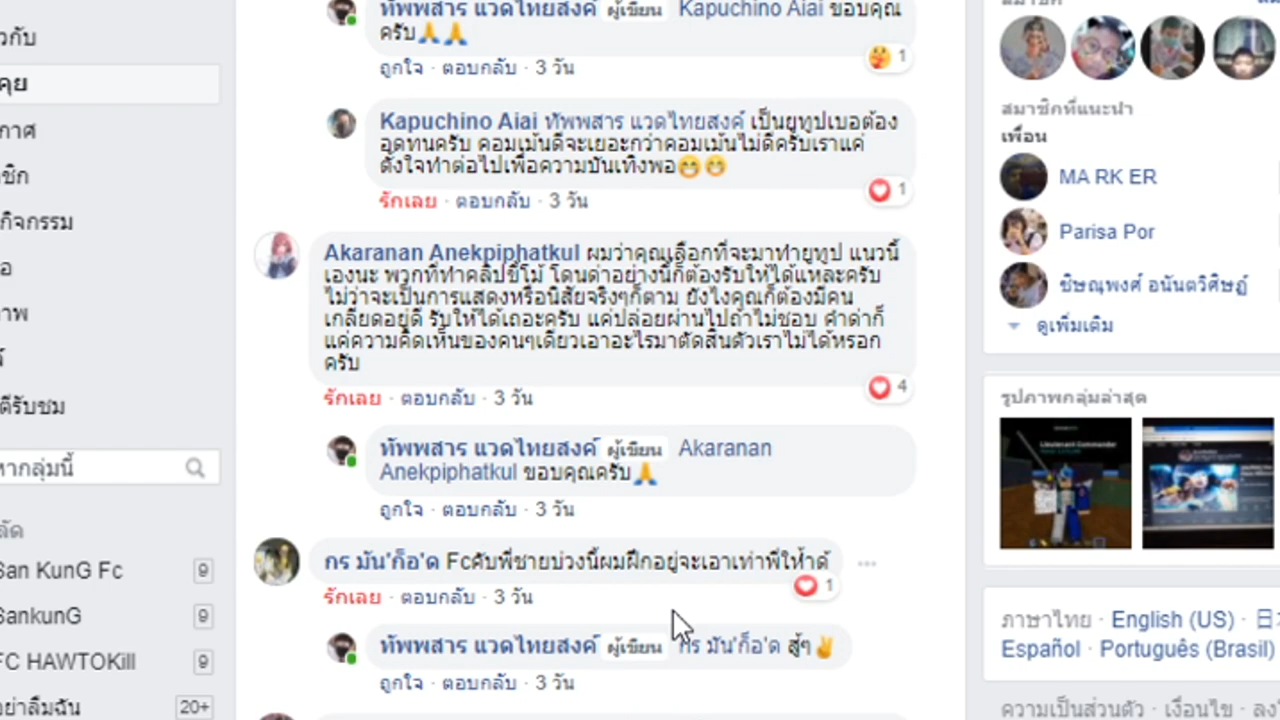 วกับ
คุย
กาศ
ชิก
กิจกรรม
อ
าพ
ตีรับชม
หากลุ่มนี้
ลัด
San KunG Fc 9
SankunG 9
FC HAWTOKill 9
อย่าลืมฉัน 20+
ทัพพสาร แวดไทยสงค์ ผู้เขียน Kapuchino Aiai ขอบคุณ
ครับ🙏🙏
1
ถูกใจ · ตอบกลับ · 3 วัน
Kapuchino Aiai ทัพพสาร แวดไทยสงค์ เป็นยูทูปเบอต้อง
อดทนครับ คอมเม้นดีจะเยอะกว่าคอมเม้นไม่ดีครับเราแค่
ตั้งใจทำต่อไปเพื่อความบันเทิงพอ😁😁
1
รักเลย · ตอบกลับ · 3 วัน
Akaranan Anekpiphatkul ผมว่าคุณเลือกที่จะมาทำยูทูป แนวนี้
เองนะ พวกที่ทำคลิปขี้โม้ โดนด่าอย่างนี้ก็ต้องรับให้ได้แหละครับ
ไม่ว่าจะเป็นการแสดงหรือนิสัยจริงๆก็ตาม ยังไงคุณก็ต้องมีคน
เกลียดอยู่ดี รับให้ได้เถอะครับ แค่ปล่อยผ่านไปถ้าไม่ชอบ คำด่าก็
แค่ความคิดเห็นของคนๆเดียวเอาอะไรมาตัดสินตัวเราไม่ได้หรอก
ครับ
4
รักเลย · ตอบกลับ · 3 วัน
ทัพพสาร แวดไทยสงค์ ผู้เขียน Akaranan
Anekpiphatkul ขอบคุณครับ🙏
ถูกใจ · ตอบกลับ · 3 วัน
กร มัน'ก็อ'ด Fcคับพี่ชายบ่วงนี้ผมฝึกอยู่จะเอาเท่าพี่ให้ได้
1
รักเลย · ตอบกลับ · 3 วัน
ทัพพสาร แวดไทยสงค์ ผู้เขียน กร มัน'ก็อ'ด สู้ๆ✌
ถูกใจ · ตอบกลับ · 3 วัน
สมาชิก
สมาชิกที่แนะนำ
เพื่อน
MA RK ER
Parisa Por
ชิษณุพงศ์ อนันตวิศิษฏ์
ดูเพิ่มเติม
รูปภาพกลุ่มล่าสุด
Lieutenant Commander
ภาษาไทย · English (US) ·
Español · Português (Brasil)
ความเป็นส่วนตัว · เงื่อนไข ·